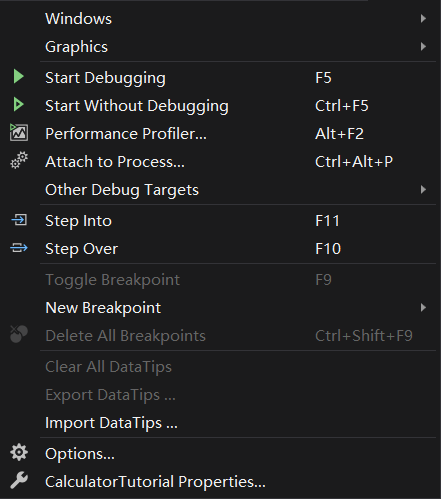 Windows
Graphics
Start Debugging F5
Start Without Debugging Ctrl+F5
Performance Profiler... Alt+F2
Attach to Process... Ctrl+Alt+P
Other Debug Targets
Step Into F11
Step Over F10
Toggle Breakpoint F9
New Breakpoint
Delete All Breakpoints Ctrl+Shift+F9
Clear All DataTips
Export DataTips ...
Import DataTips ...
Options...
CalculatorTutorial Properties...